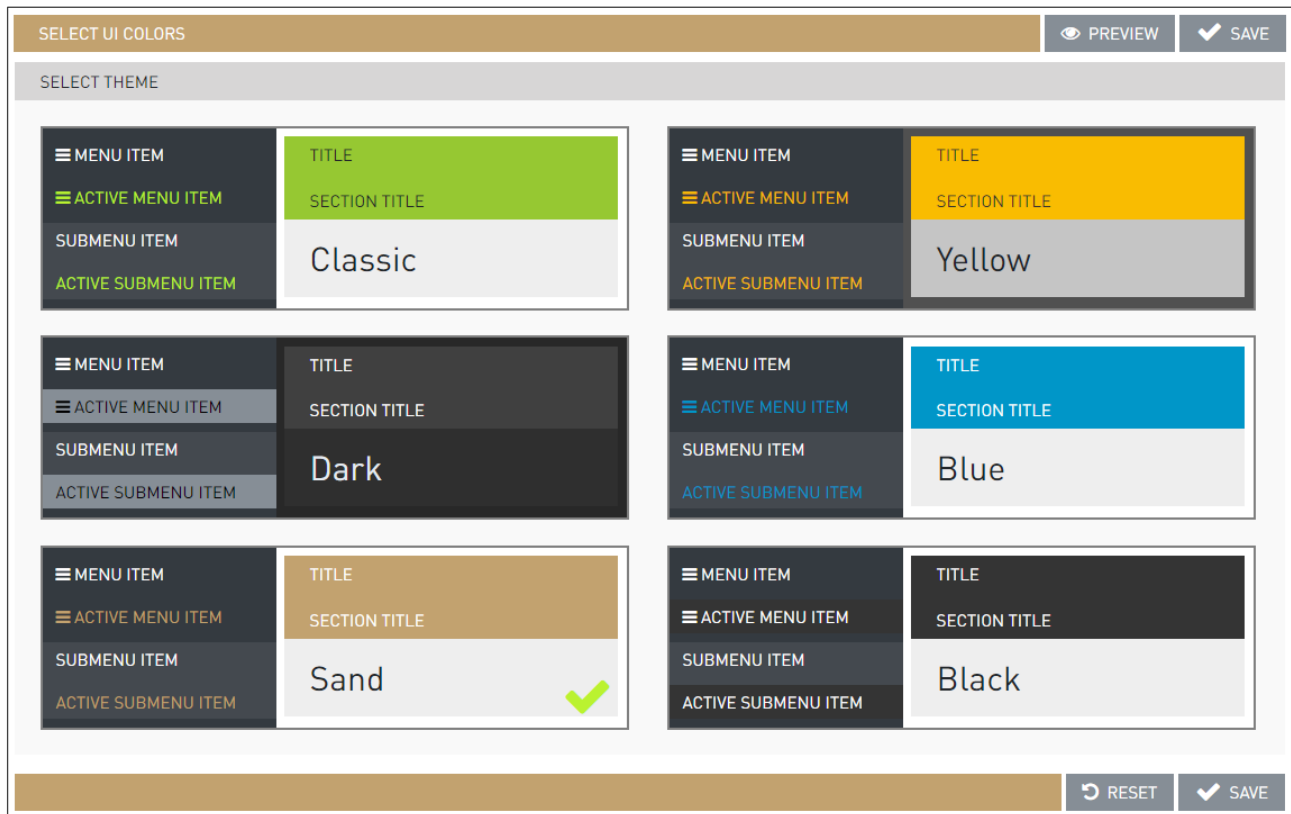 SELECT UI COLORS
PREVIEW
SAVE
SELECT THEME
MENU ITEM
ACTIVE MENU ITEM
SUBMENU ITEM
ACTIVE SUBMENU ITEM
TITLE
SECTION TITLE
Classic
MENU ITEM
ACTIVE MENU ITEM
SUBMENU ITEM
ACTIVE SUBMENU ITEM
TITLE
SECTION TITLE
Yellow
MENU ITEM
ACTIVE MENU ITEM
SUBMENU ITEM
ACTIVE SUBMENU ITEM
TITLE
SECTION TITLE
Dark
MENU ITEM
ACTIVE MENU ITEM
SUBMENU ITEM
ACTIVE SUBMENU ITEM
TITLE
SECTION TITLE
Blue
MENU ITEM
ACTIVE MENU ITEM
SUBMENU ITEM
ACTIVE SUBMENU ITEM
TITLE
SECTION TITLE
Sand
MENU ITEM
ACTIVE MENU ITEM
SUBMENU ITEM
ACTIVE SUBMENU ITEM
TITLE
SECTION TITLE
Black
RESET
SAVE